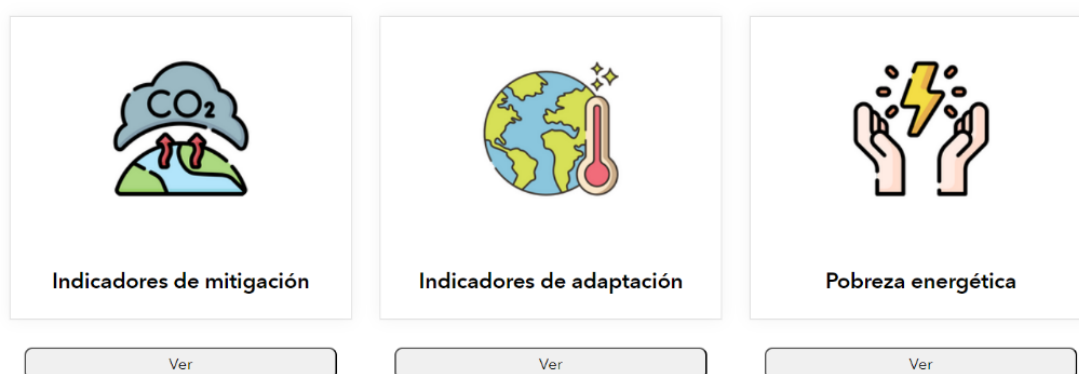 CO₂
Indicadores de mitigación
Indicadores de adaptación
Pobreza energética
Ver
Ver
Ver